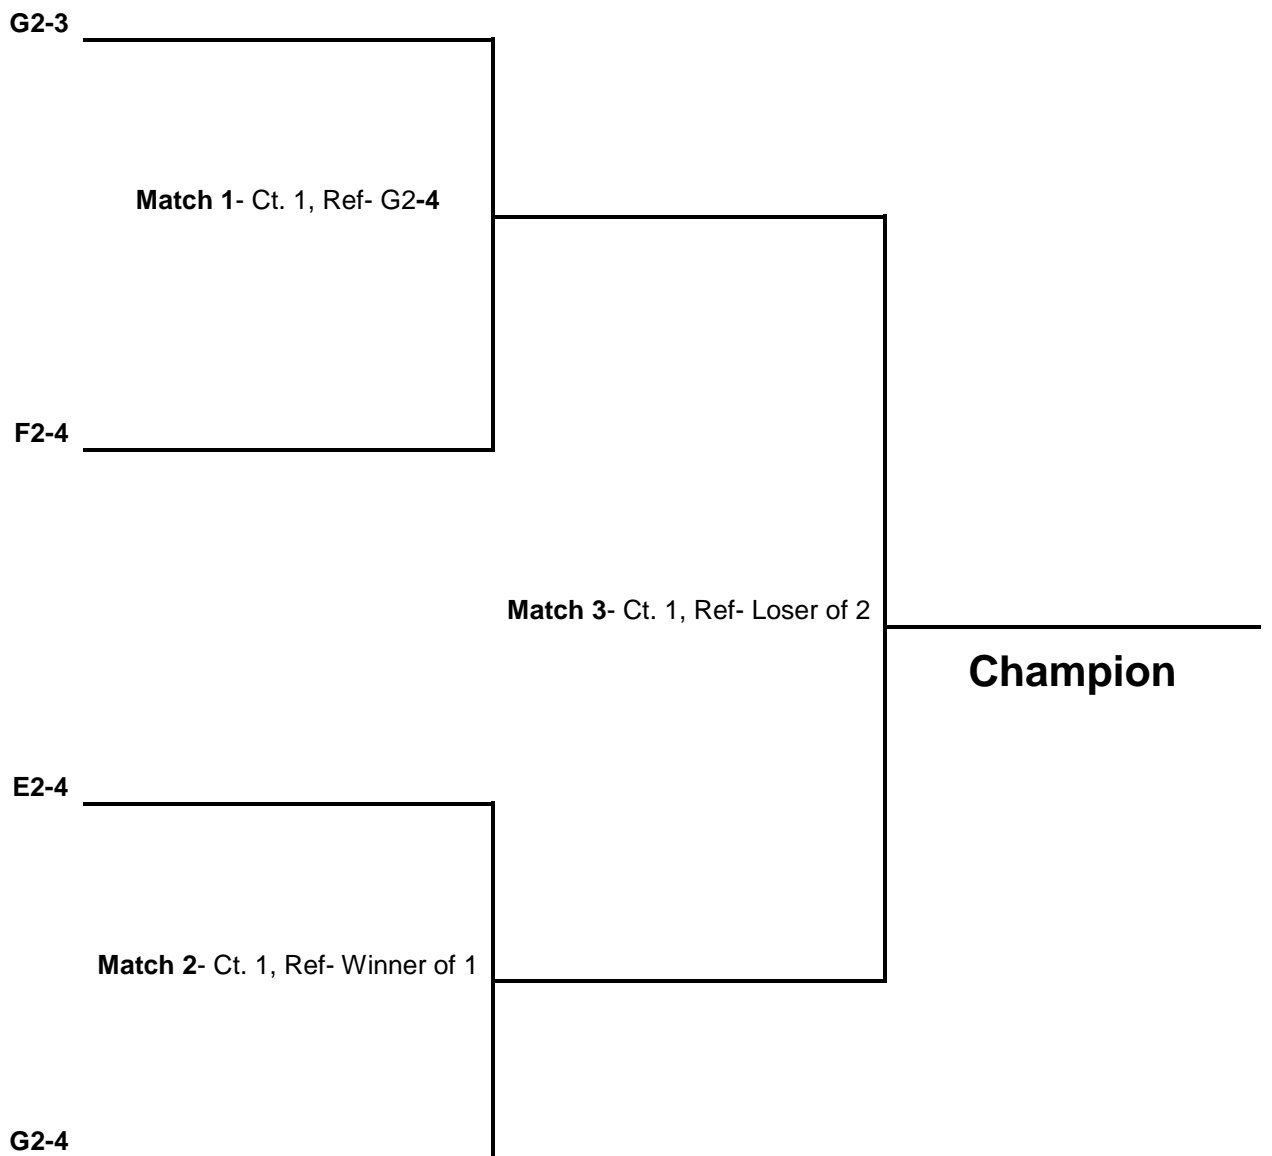 G2-3
Match 1- Ct. 1, Ref- G2-4
F2-4
Match 3- Ct. 1, Ref- Loser of 2
Champion
E2-4
Match 2- Ct. 1, Ref- Winner of 1
G2-4